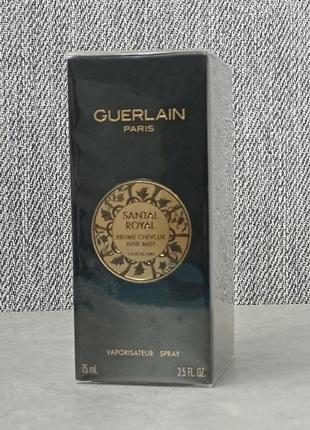 GUERLAIN
PARIS
SANTAL
ROYAL
BRUME CHEVEUX
HAIR MIST
GUERLAIN
VAPORISATEUR SPRAY
75 mL 2.5 FL. OZ.